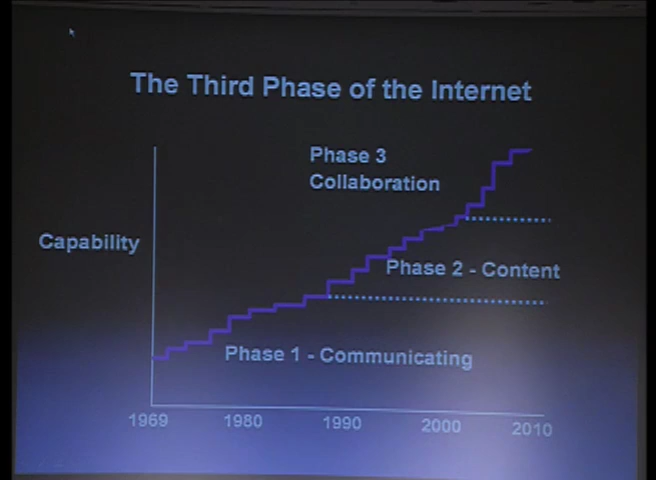 The Third Phase of the Internet
Phase 3
Collaboration
Capability
Phase 2 - Content
Phase 1 - Communicating
1969
1980
1990
2000
2010